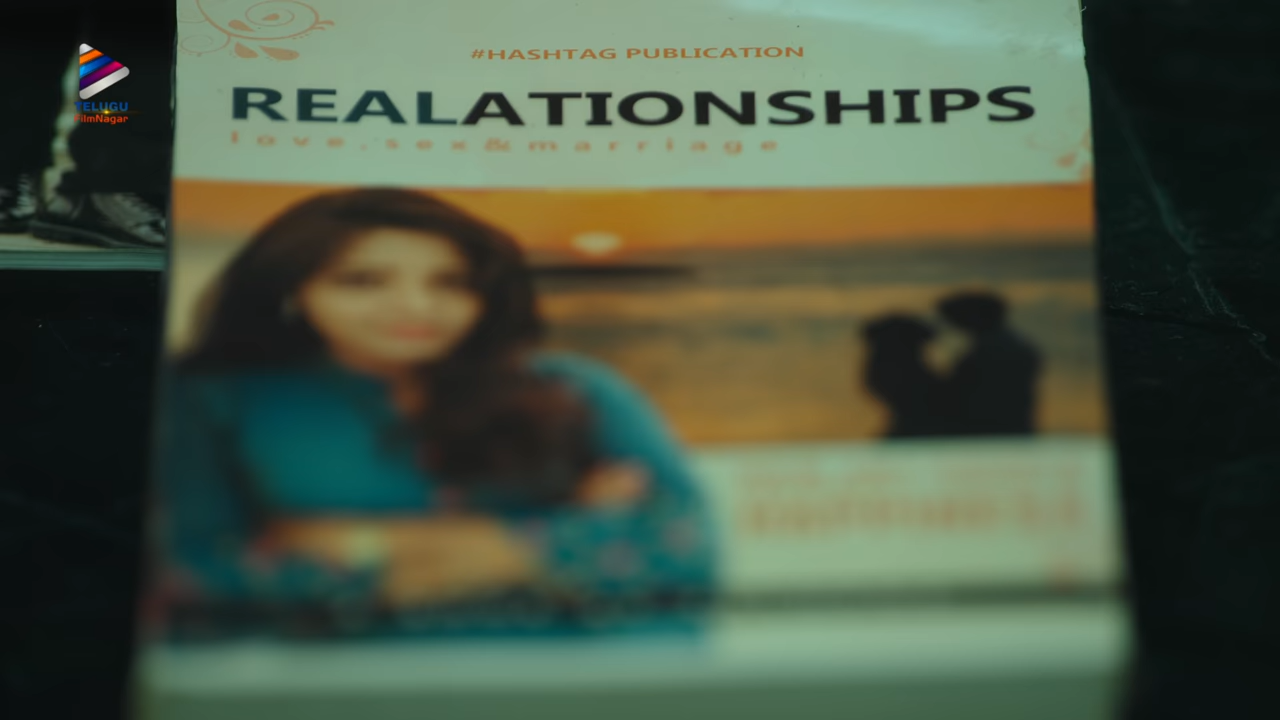 TELUGU
FilmNagar
#HASHTAG PUBLICATION
REALATIONSHIPS
love,sex&marriage